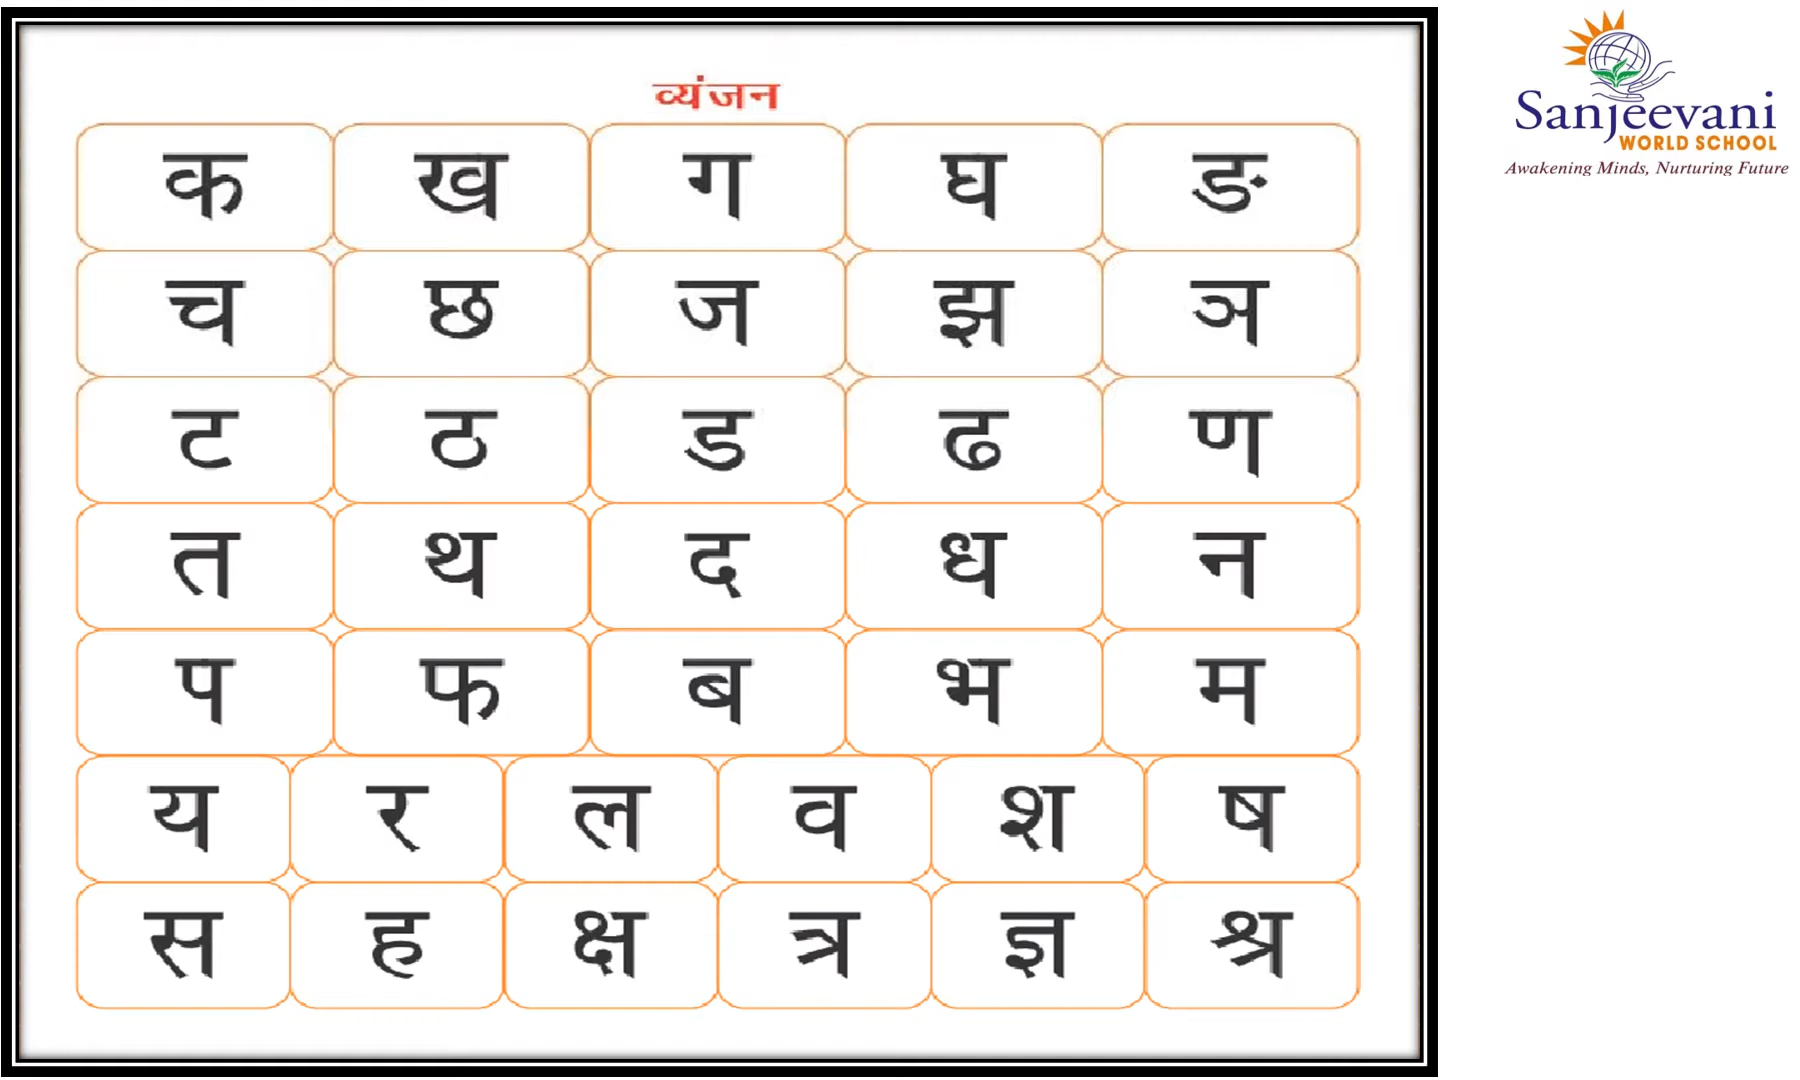 व्यंजन
क ख ग घ ङ
च छ ज झ ञ
ट ठ ड ढ ण
त थ द ध न
प फ ब भ म
य र ल व श ष
स ह क्ष त्र ज्ञ श्र
Sanjeevani
WORLD SCHOOL
Awakening Minds, Nurturing Future